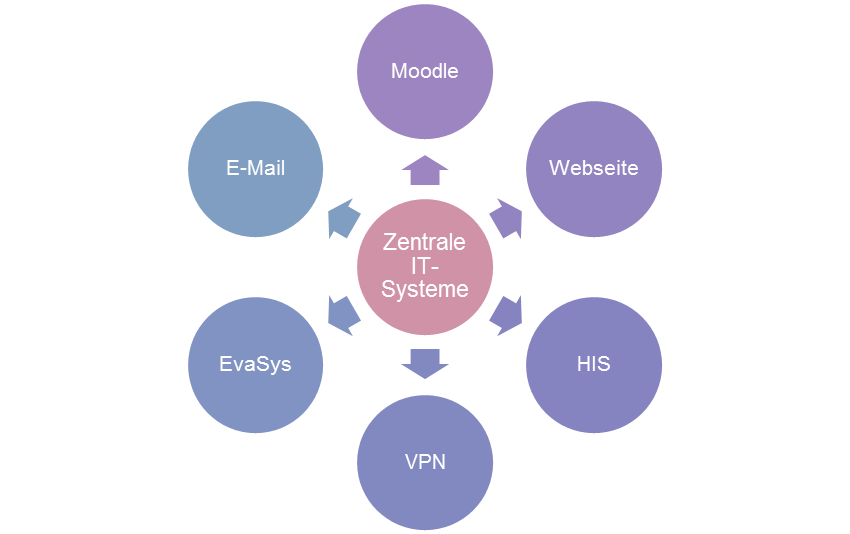 Moodle
E-Mail
Webseite
Zentrale
IT-
Systeme
EvaSys
HIS
VPN